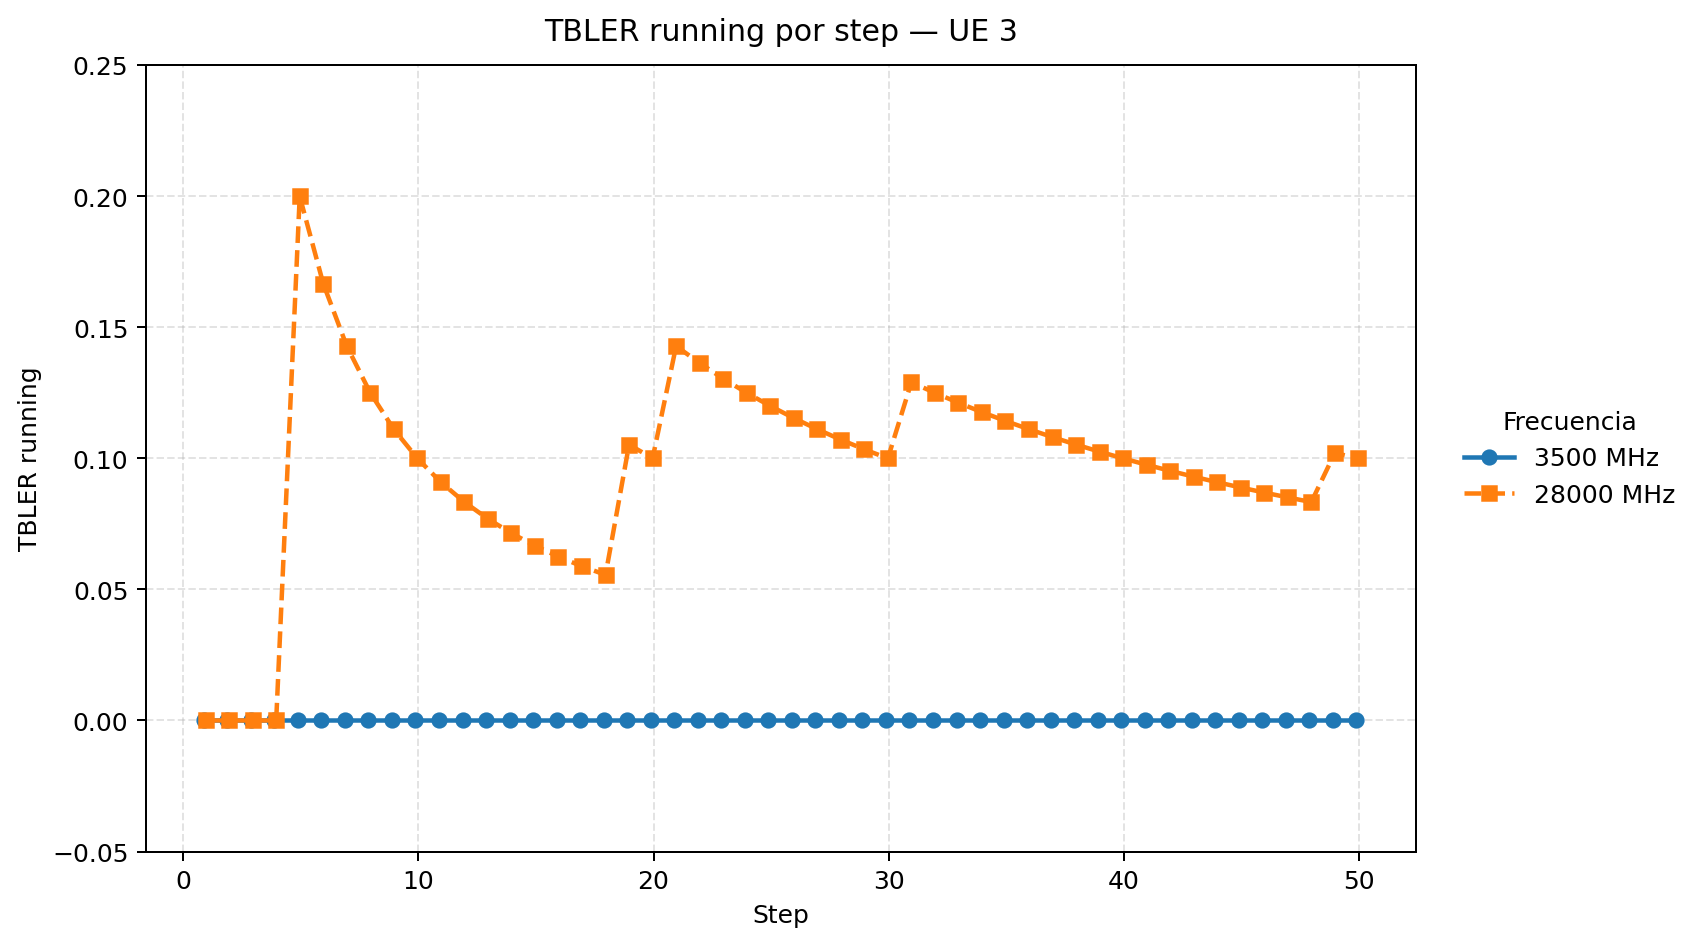 TBLER running por step — UE 3
0.25
0.20
0.15
0.10
0.05
0.00
−0.05
TBLER running
0 10 20 30 40 50
Step
Frecuencia
3500 MHz
28000 MHz